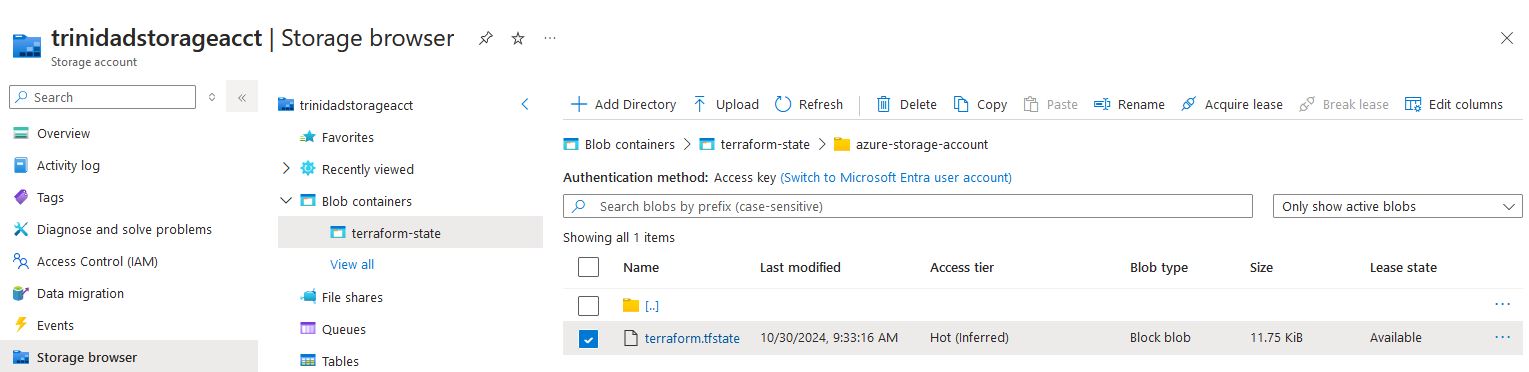 trinidadstorageacct | Storage browser
Storage account
Search
Overview
Activity log
Tags
Diagnose and solve problems
Access Control (IAM)
Data migration
Events
Storage browser
trinidadstorageacct
Favorites
Recently viewed
Blob containers
terraform-state
View all
File shares
Queues
Tables
Add Directory Upload Refresh Delete Copy Paste Rename Acquire lease Break lease Edit columns
Blob containers > terraform-state > azure-storage-account
Authentication method: Access key (Switch to Microsoft Entra user account)
Search blobs by prefix (case-sensitive) Only show active blobs
Showing all 1 items
Name Last modified Access tier Blob type Size Lease state
[..]
terraform.tfstate 10/30/2024, 9:33:16 AM Hot (Inferred) Block blob 11.75 KiB Available